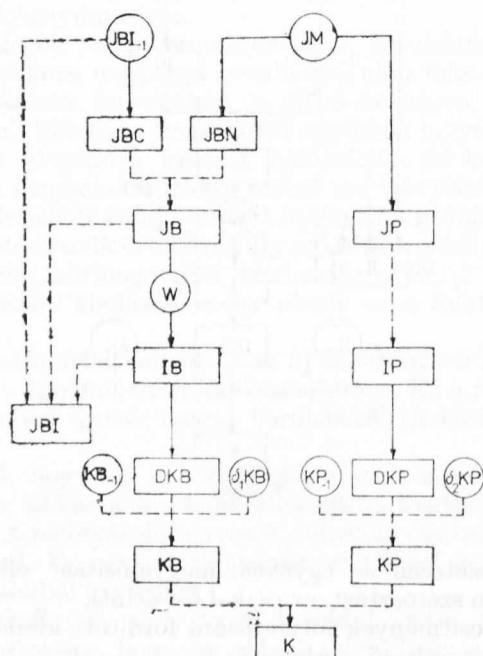 JBI₋₁
JM
JBC
JBN
JB
JP
W
IB
IP
JBI
KB₋₁
DKB
δ₁KB
KP₋₁
DKP
δ₂KP
KB
KP
K